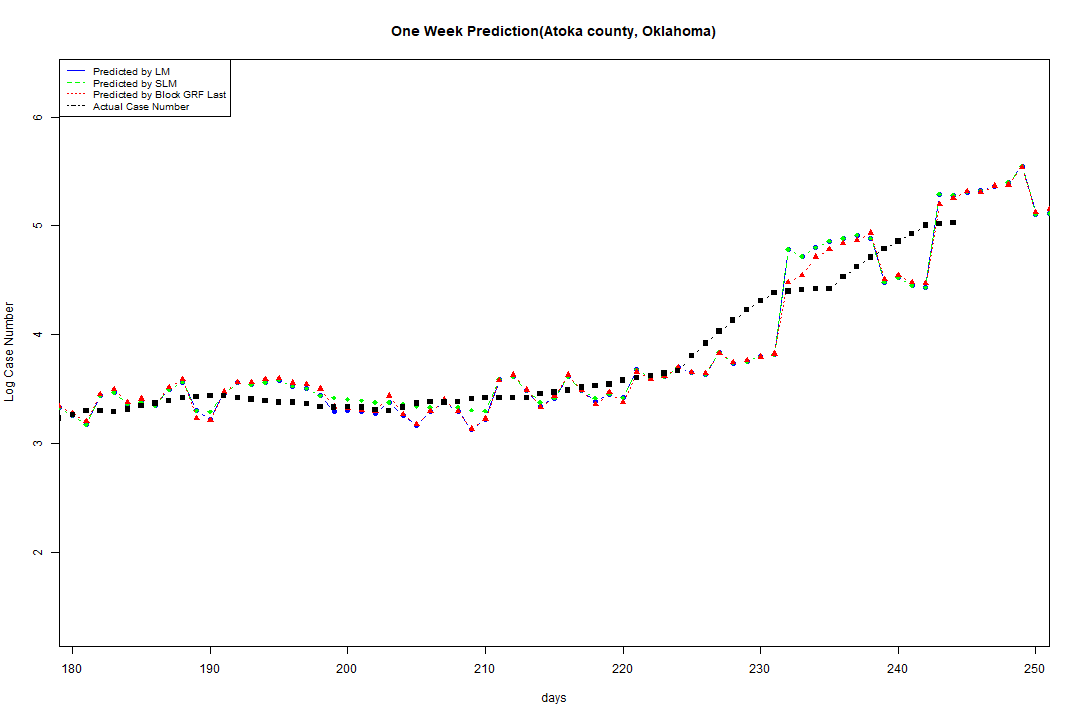 One Week Prediction(Atoka county, Oklahoma)
Predicted by LM
Predicted by SLM
Predicted by Block GRF Last
Actual Case Number
6
5
4
3
2
Log Case Number
180 190 200 210 220 230 240 250
days